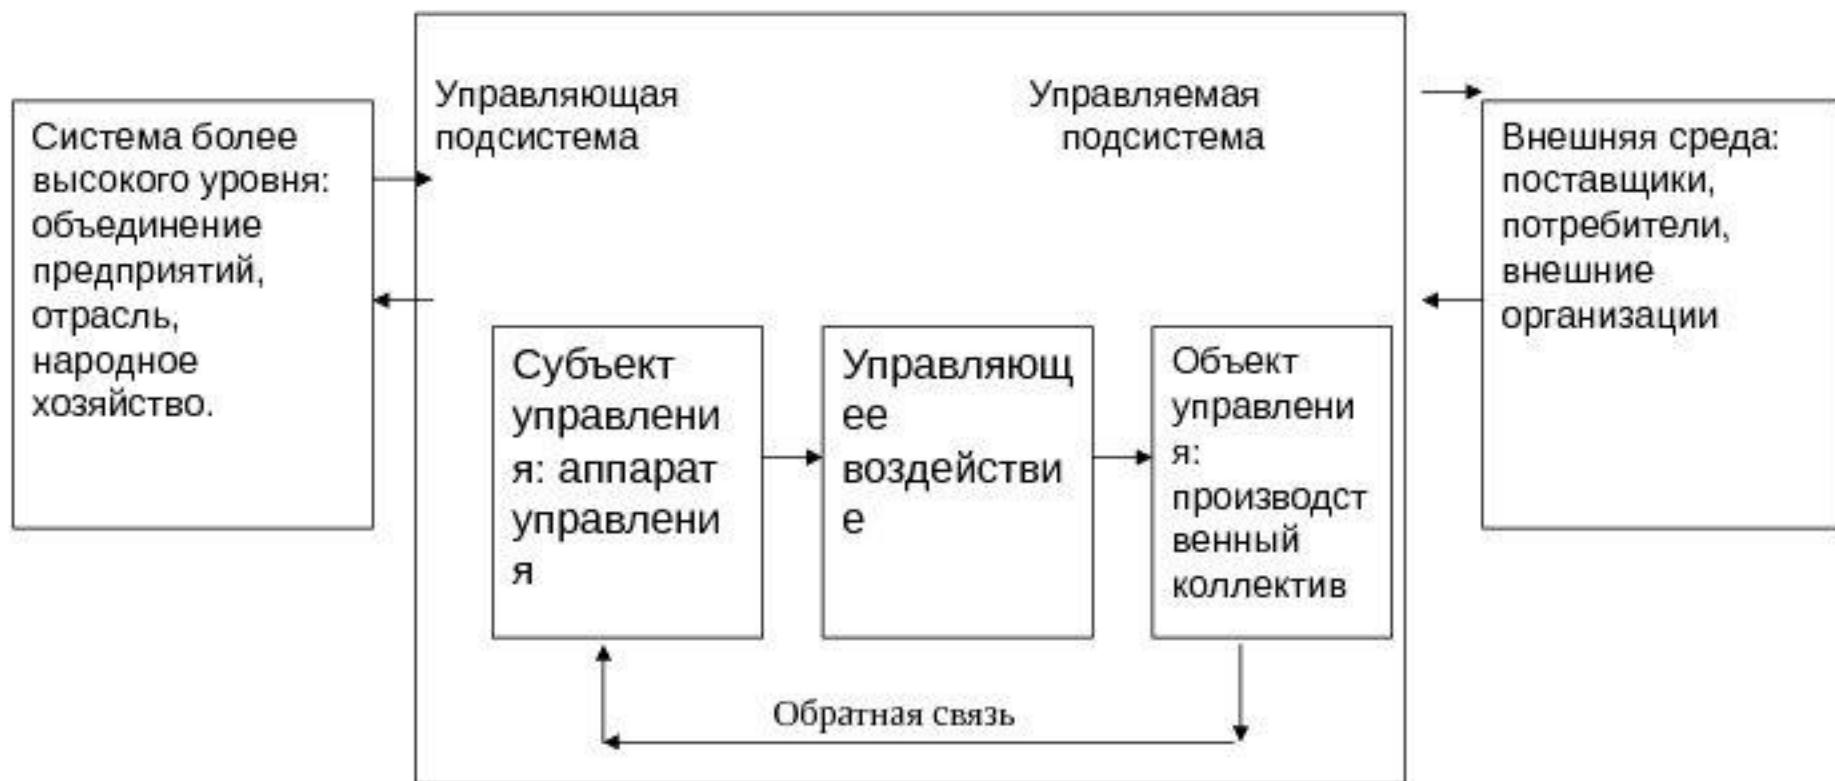 Система более
высокого уровня:
объединение
предприятий,
отрасль,
народное
хозяйство.
Управляющая
подсистема
Управляемая
подсистема
Субъект
управлени
я: аппарат
управлени
я
Управляющ
ее
воздействи
е
Объект
управлени
я:
производст
венный
коллектив
Обратная связь
Внешняя среда:
поставщики,
потребители,
внешние
организации